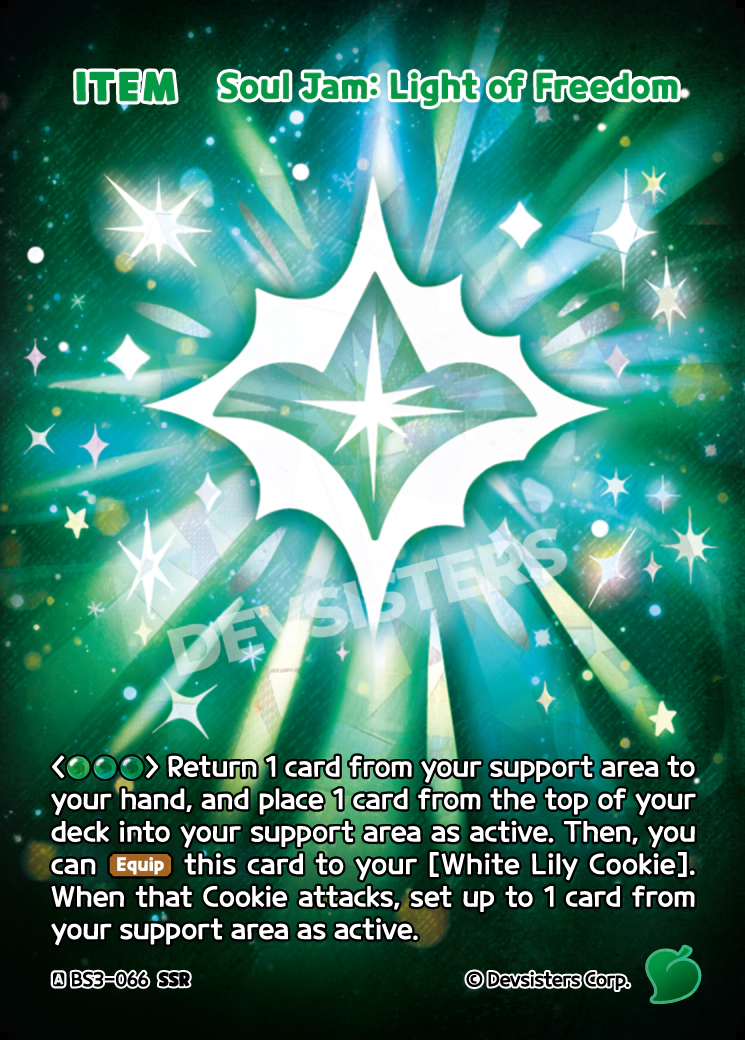 ITEM Soul Jam: Light of Freedom
DEVSISTERS
<●●●> Return 1 card from your support area to
your hand, and place 1 card from the top of your
deck into your support area as active. Then, you
can Equip this card to your [White Lily Cookie].
When that Cookie attacks, set up to 1 card from
your support area as active.
A BS3-066 SSR © Devsisters Corp.